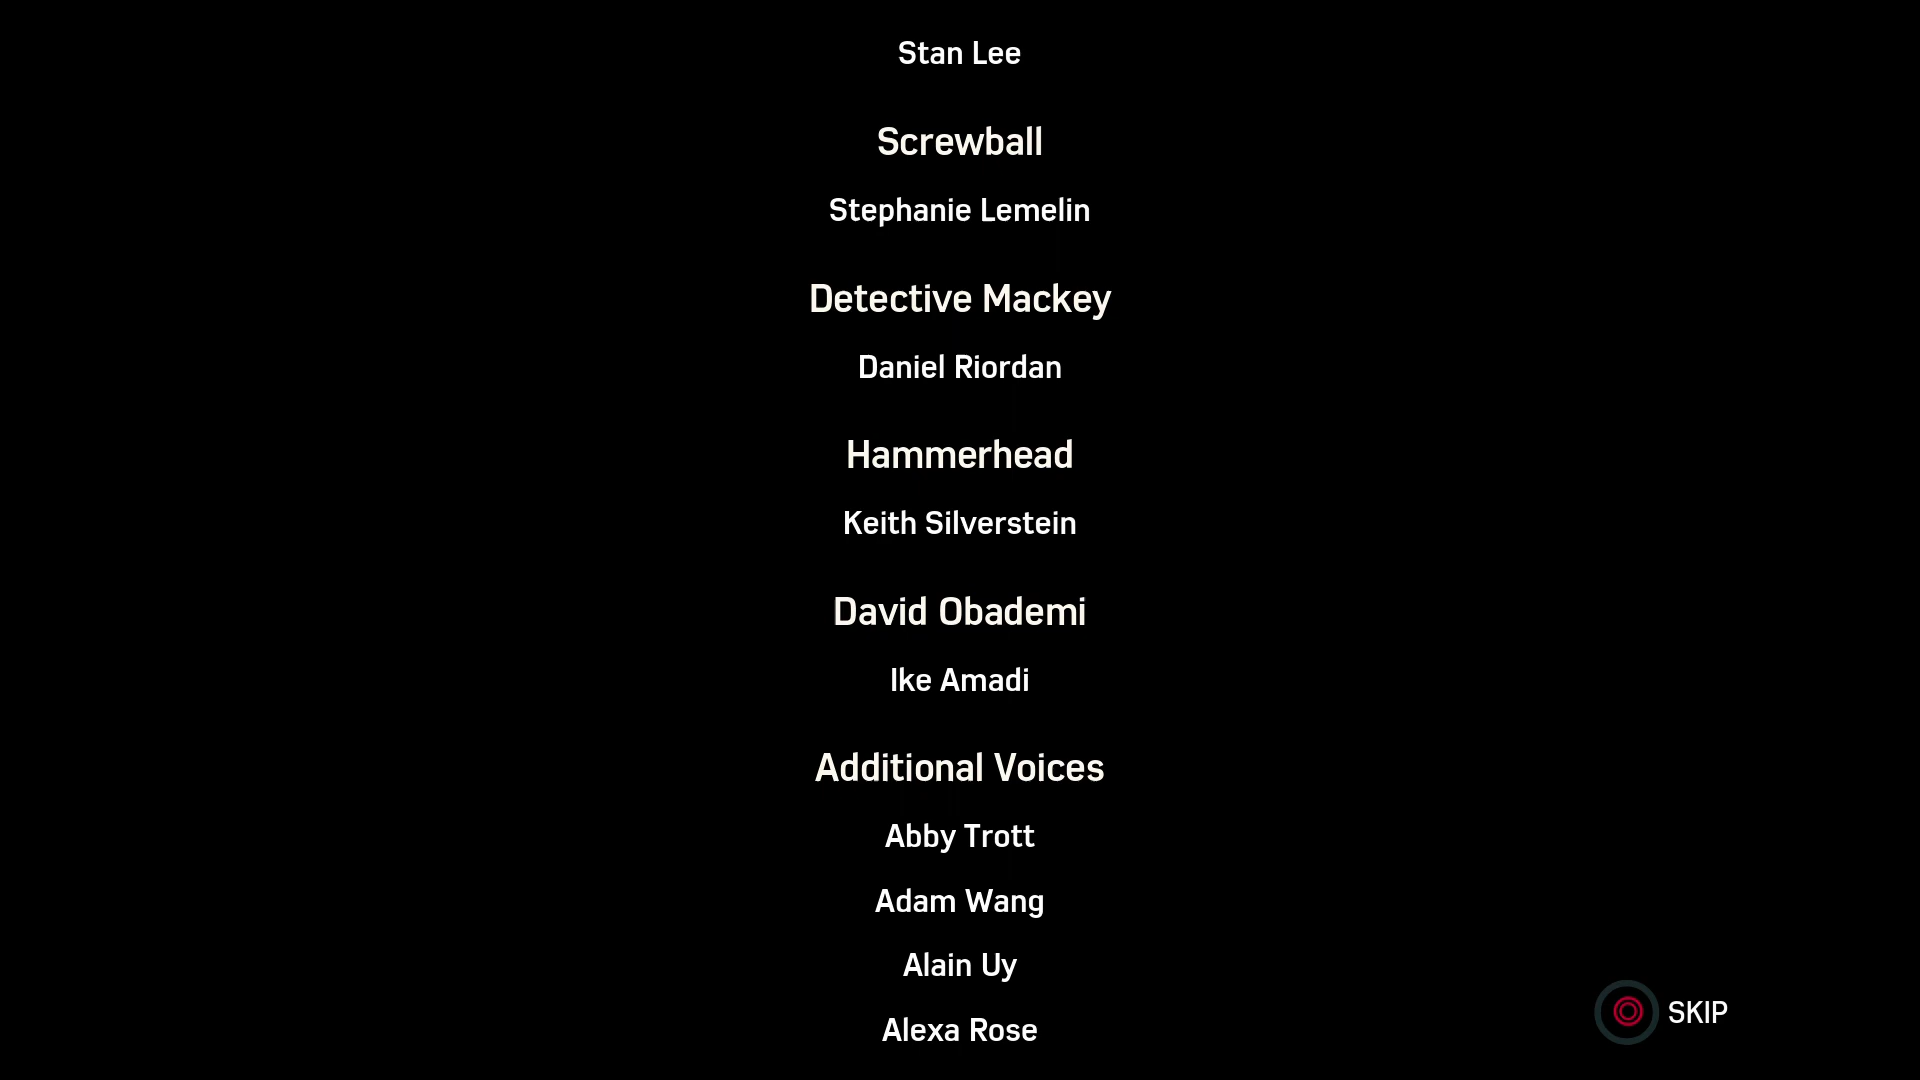 Stan Lee
Screwball
Stephanie Lemelin
Detective Mackey
Daniel Riordan
Hammerhead
Keith Silverstein
David Obademi
Ike Amadi
Additional Voices
Abby Trott
Adam Wang
Alain Uy
Alexa Rose
SKIP